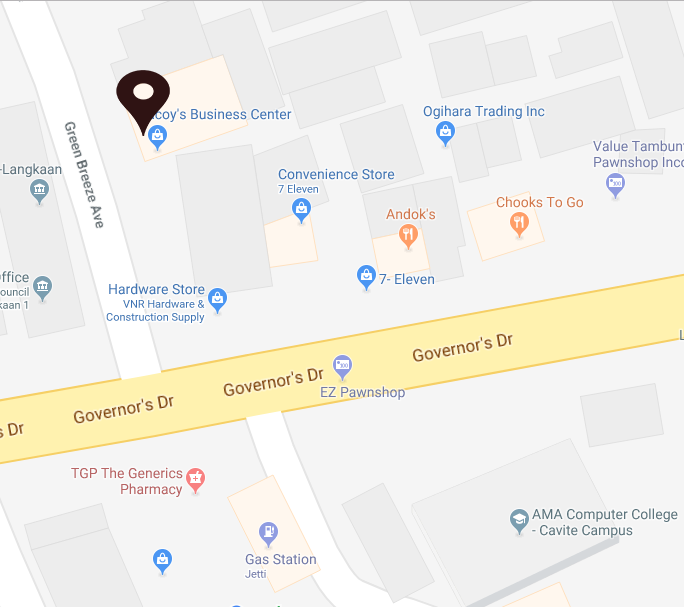 coy's Business Center
Ogihara Trading Inc
Green Breeze Ave
Value Tambunt
Pawnshop Inc
-Langkaan
Convenience Store
7 Eleven
Andok's
Chooks To Go
ffice
ouncil
kaan 1
Hardware Store
VNR Hardware &
Construction Supply
7- Eleven
Governor's Dr
Governor's Dr
Governor's Dr
s Dr
EZ Pawnshop
TGP The Generics
Pharmacy
AMA Computer College
- Cavite Campus
Gas Station
Jetti